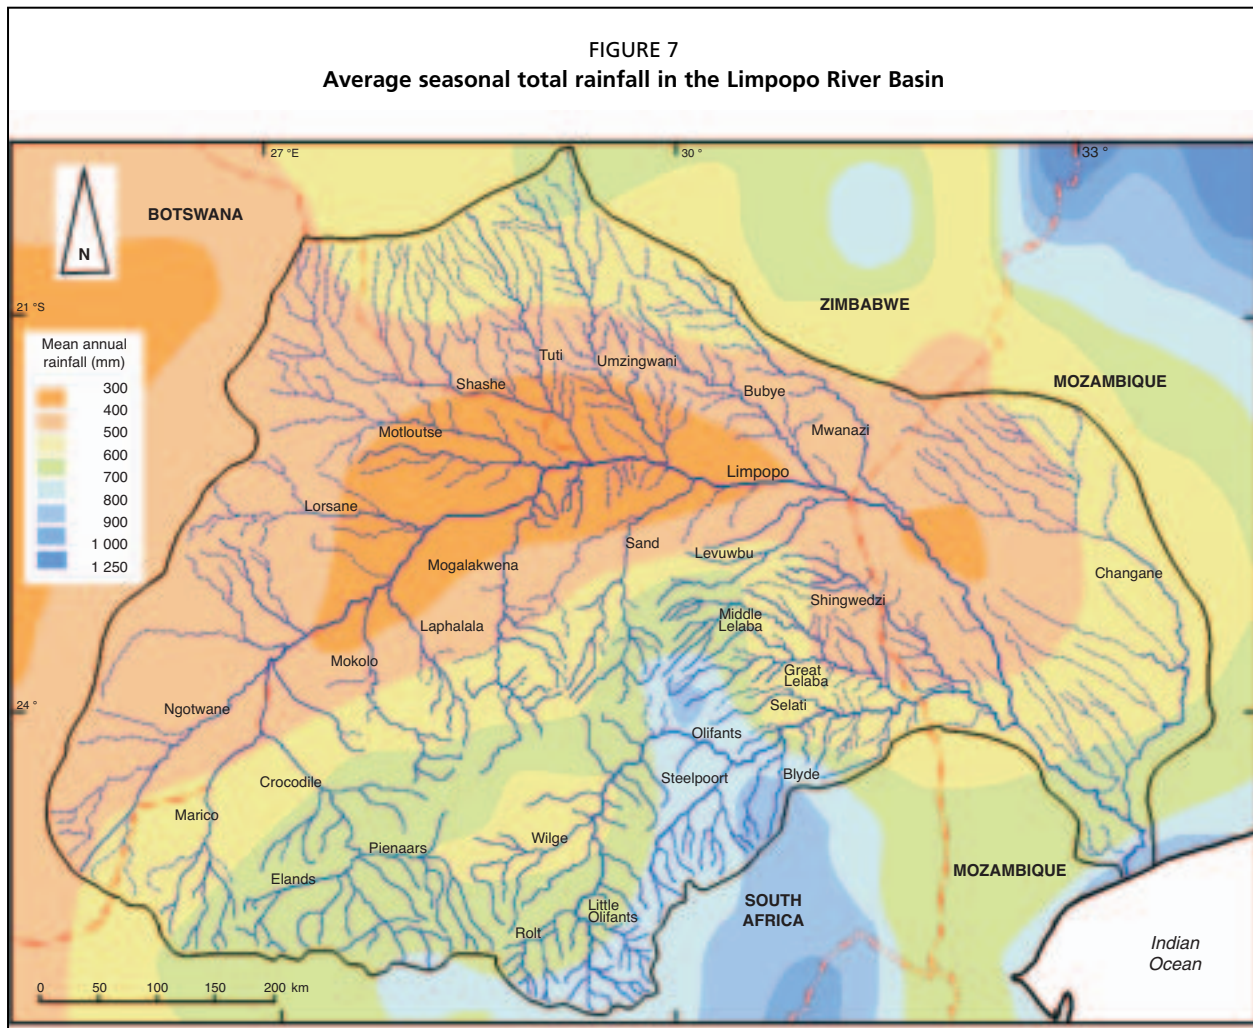 FIGURE 7
Average seasonal total rainfall in the Limpopo River Basin
27 °E
30 °
33 °
BOTSWANA
N
ZIMBABWE
21 °S
Mean annual
rainfall (mm)
300
400
500
600
700
800
900
1 000
1 250
MOZAMBIQUE
Tuti
Umzingwani
Shashe
Bubye
Motloutse
Mwanazi
Limpopo
Lorsane
Sand
Levuwbu
Mogalakwena
Changane
Shingwedzi
Middle
Lelaba
Laphalala
Mokolo
Great
Lelaba
Selati
24 °
Ngotwane
Olifants
Steelpoort
Blyde
Crocodile
Marico
Wilge
Pienaars
MOZAMBIQUE
Elands
SOUTH
AFRICA
Little
Olifants
Rolt
Indian
Ocean
0
50
100
150
200 km